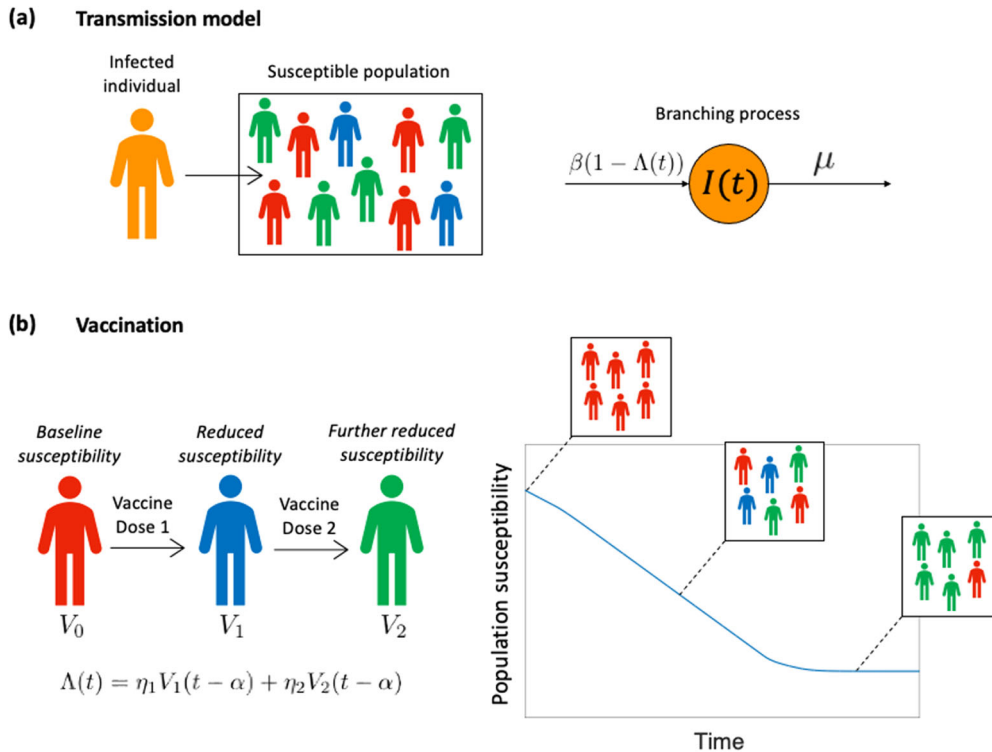 (a) Transmission model
Infected
individual
Susceptible population
Branching process
β(1 − Λ(t))
I(t)
μ
(b) Vaccination
Baseline
susceptibility
Reduced
susceptibility
Further reduced
susceptibility
Vaccine
Dose 1
Vaccine
Dose 2
V₀
V₁
V₂
Λ(t) = η₁V₁(t − α) + η₂V₂(t − α)
Population susceptibility
Time